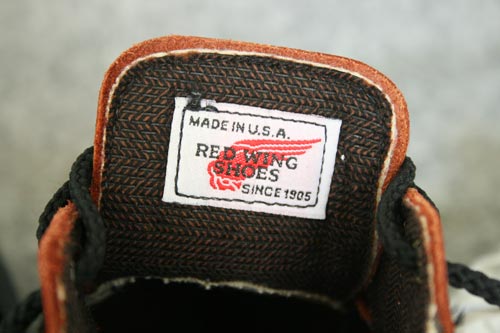 MADE IN U.S.A.
RED WING
SHOES
SINCE 1905